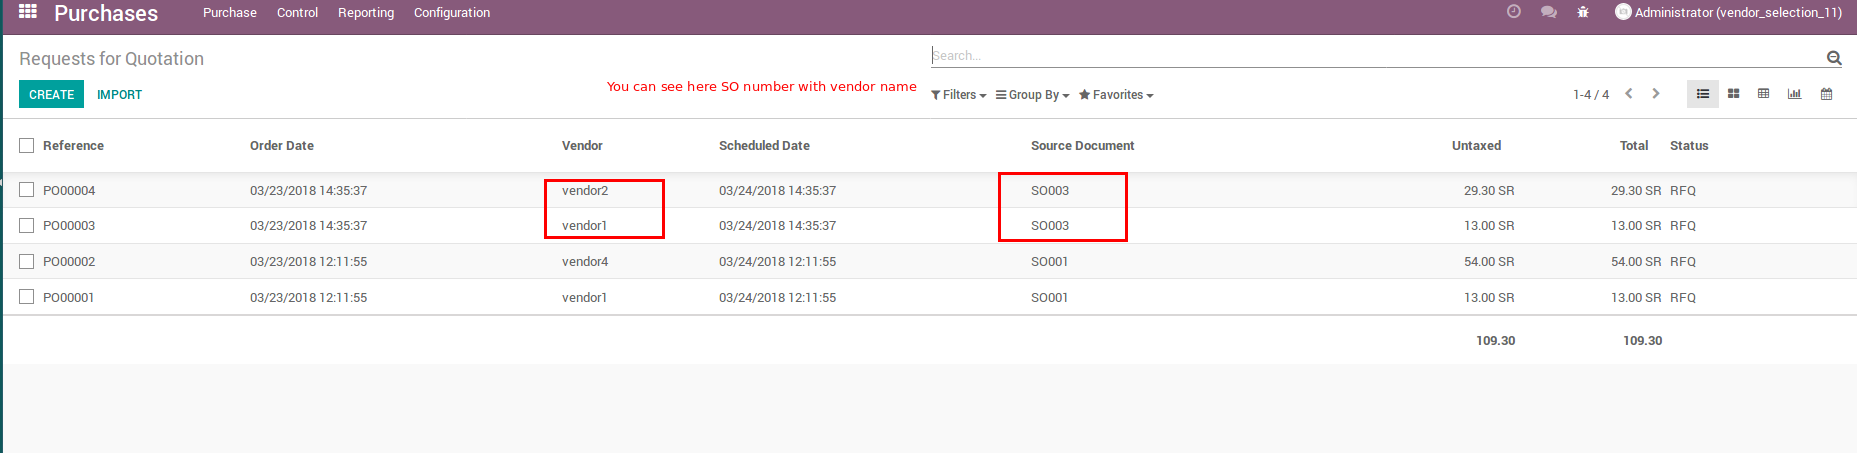 Purchases Purchase Control Reporting Configuration Administrator (vendor_selection_11)
Requests for Quotation Search...
CREATE IMPORT You can see here SO number with vendor name Filters Group By Favorites 1-4 / 4
Reference Order Date Vendor Scheduled Date Source Document Untaxed Total Status
PO00004 03/23/2018 14:35:37 vendor2 03/24/2018 14:35:37 SO003 29.30 SR 29.30 SR RFQ
PO00003 03/23/2018 14:35:37 vendor1 03/24/2018 14:35:37 SO003 13.00 SR 13.00 SR RFQ
PO00002 03/23/2018 12:11:55 vendor4 03/24/2018 12:11:55 SO001 54.00 SR 54.00 SR RFQ
PO00001 03/23/2018 12:11:55 vendor1 03/24/2018 12:11:55 SO001 13.00 SR 13.00 SR RFQ
109.30 109.30